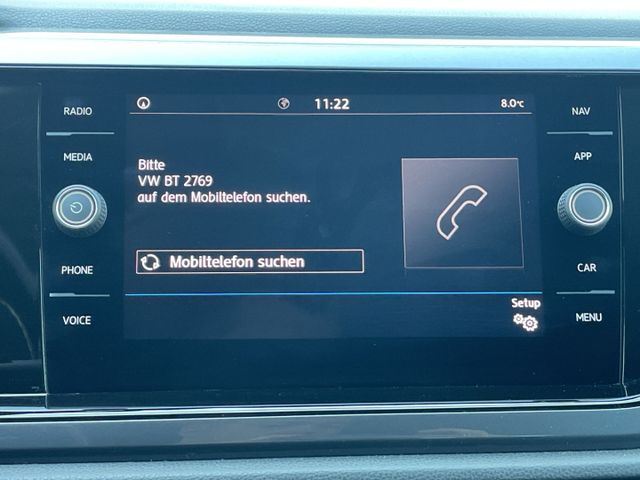 RADIO
MEDIA
PHONE
VOICE
11:22
8.0°C
Bitte
VW BT 2769
auf dem Mobiltelefon suchen.
Mobiltelefon suchen
Setup
NAV
APP
CAR
MENU